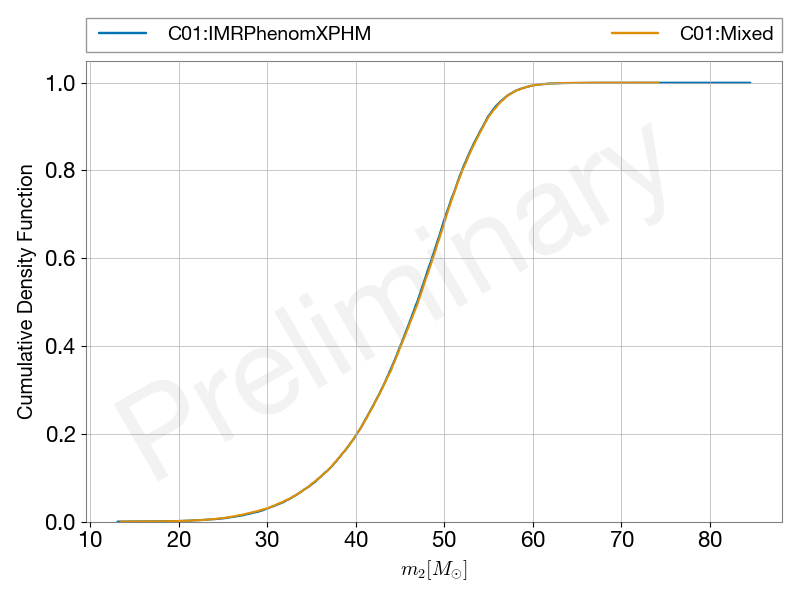 C01:IMRPhenomXPHM C01:Mixed
1.0
0.8
0.6
0.4
0.2
0.0
Cumulative Density Function
Preliminary
10 20 30 40 50 60 70 80
m₂[M☉]